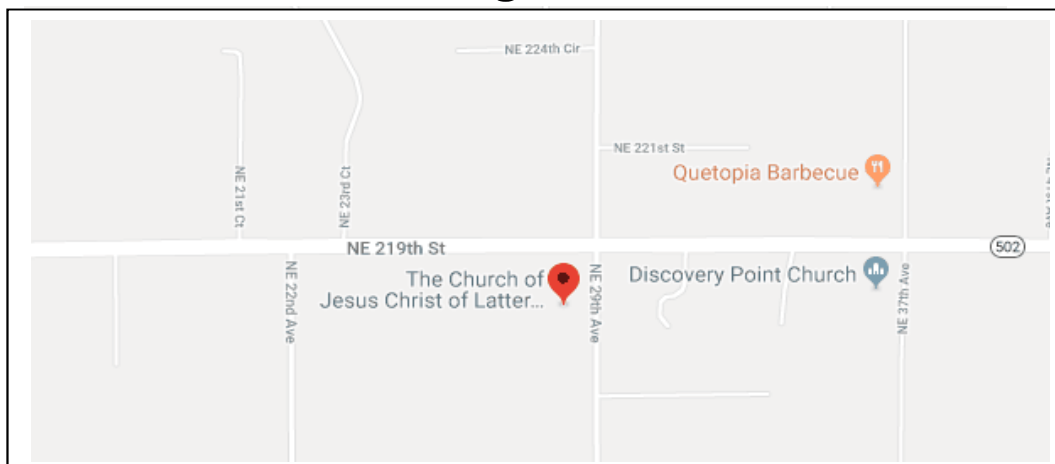 NE 224th Cir
NE 221st St
Quetopia Barbecue
NE 21st Ct
NE 23rd Ct
NE 219th St
502
The Church of
Jesus Christ of Latter...
Discovery Point Church
NE 22nd Ave
NE 29th Ave
NE 37th Ave